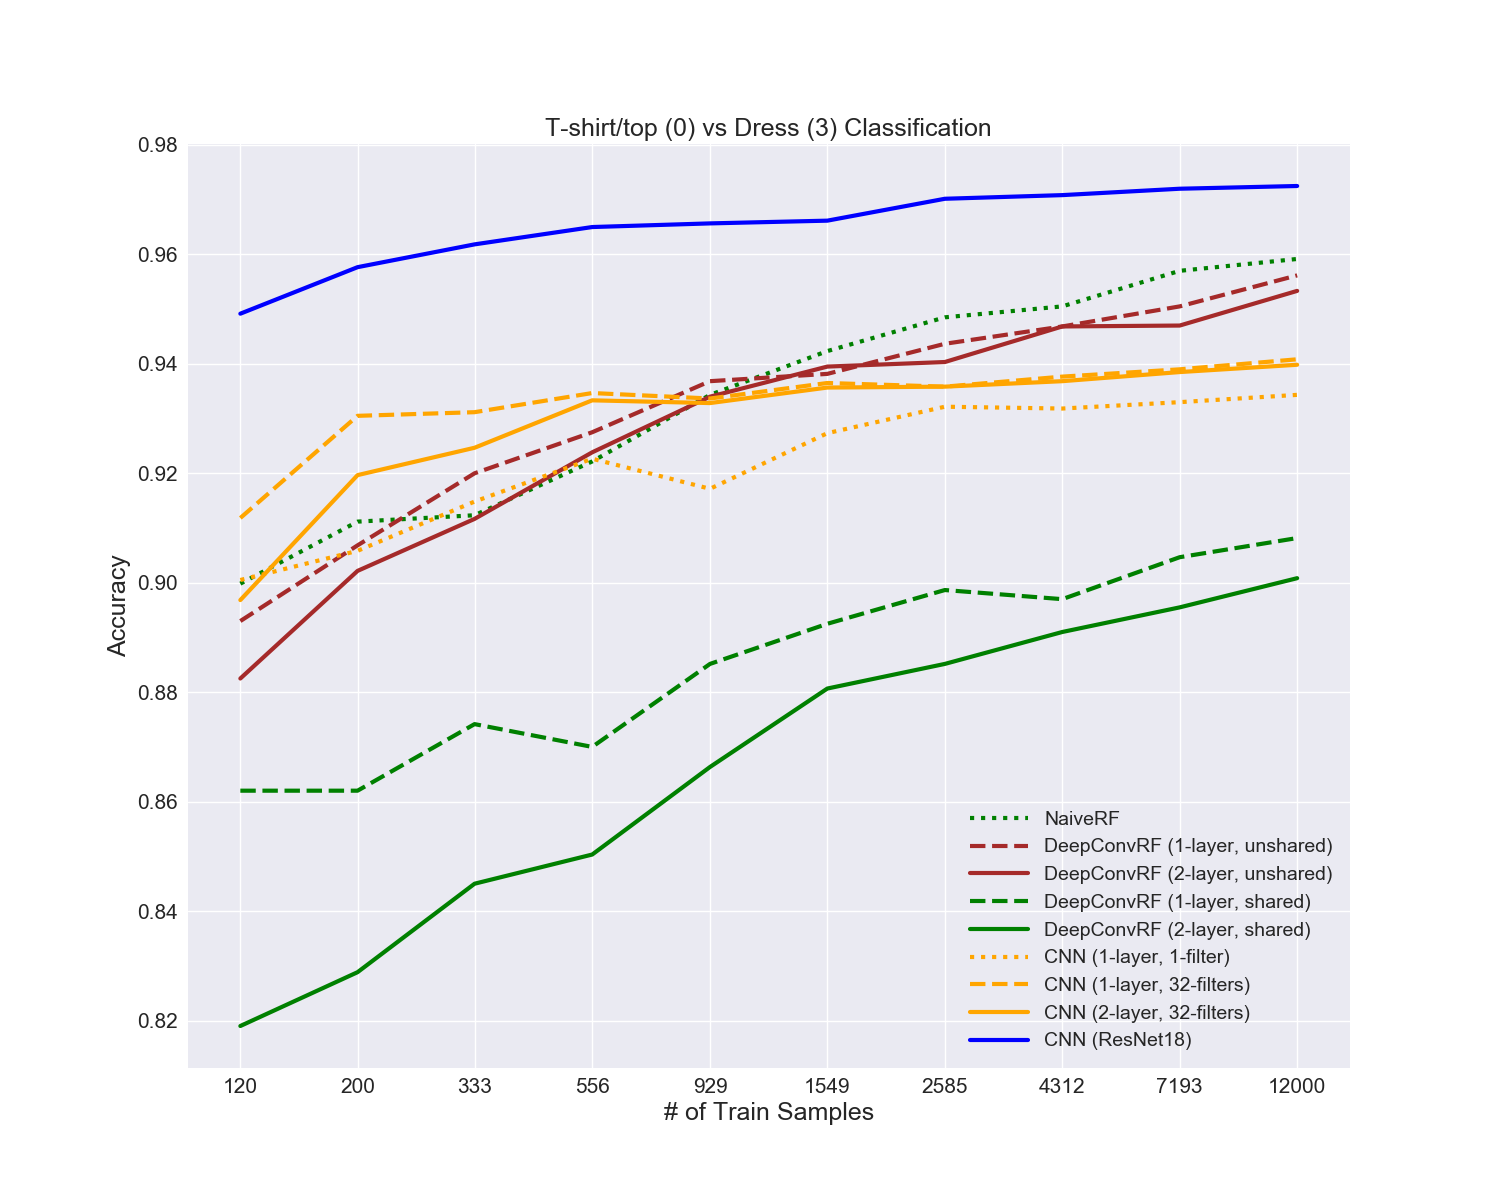 T-shirt/top (0) vs Dress (3) Classification
0.98
0.96
0.94
0.92
0.90
0.88
0.86
0.84
0.82
Accuracy
NaiveRF
DeepConvRF (1-layer, unshared)
DeepConvRF (2-layer, unshared)
DeepConvRF (1-layer, shared)
DeepConvRF (2-layer, shared)
CNN (1-layer, 1-filter)
CNN (1-layer, 32-filters)
CNN (2-layer, 32-filters)
CNN (ResNet18)
120 200 333 556 929 1549 2585 4312 7193 12000
# of Train Samples